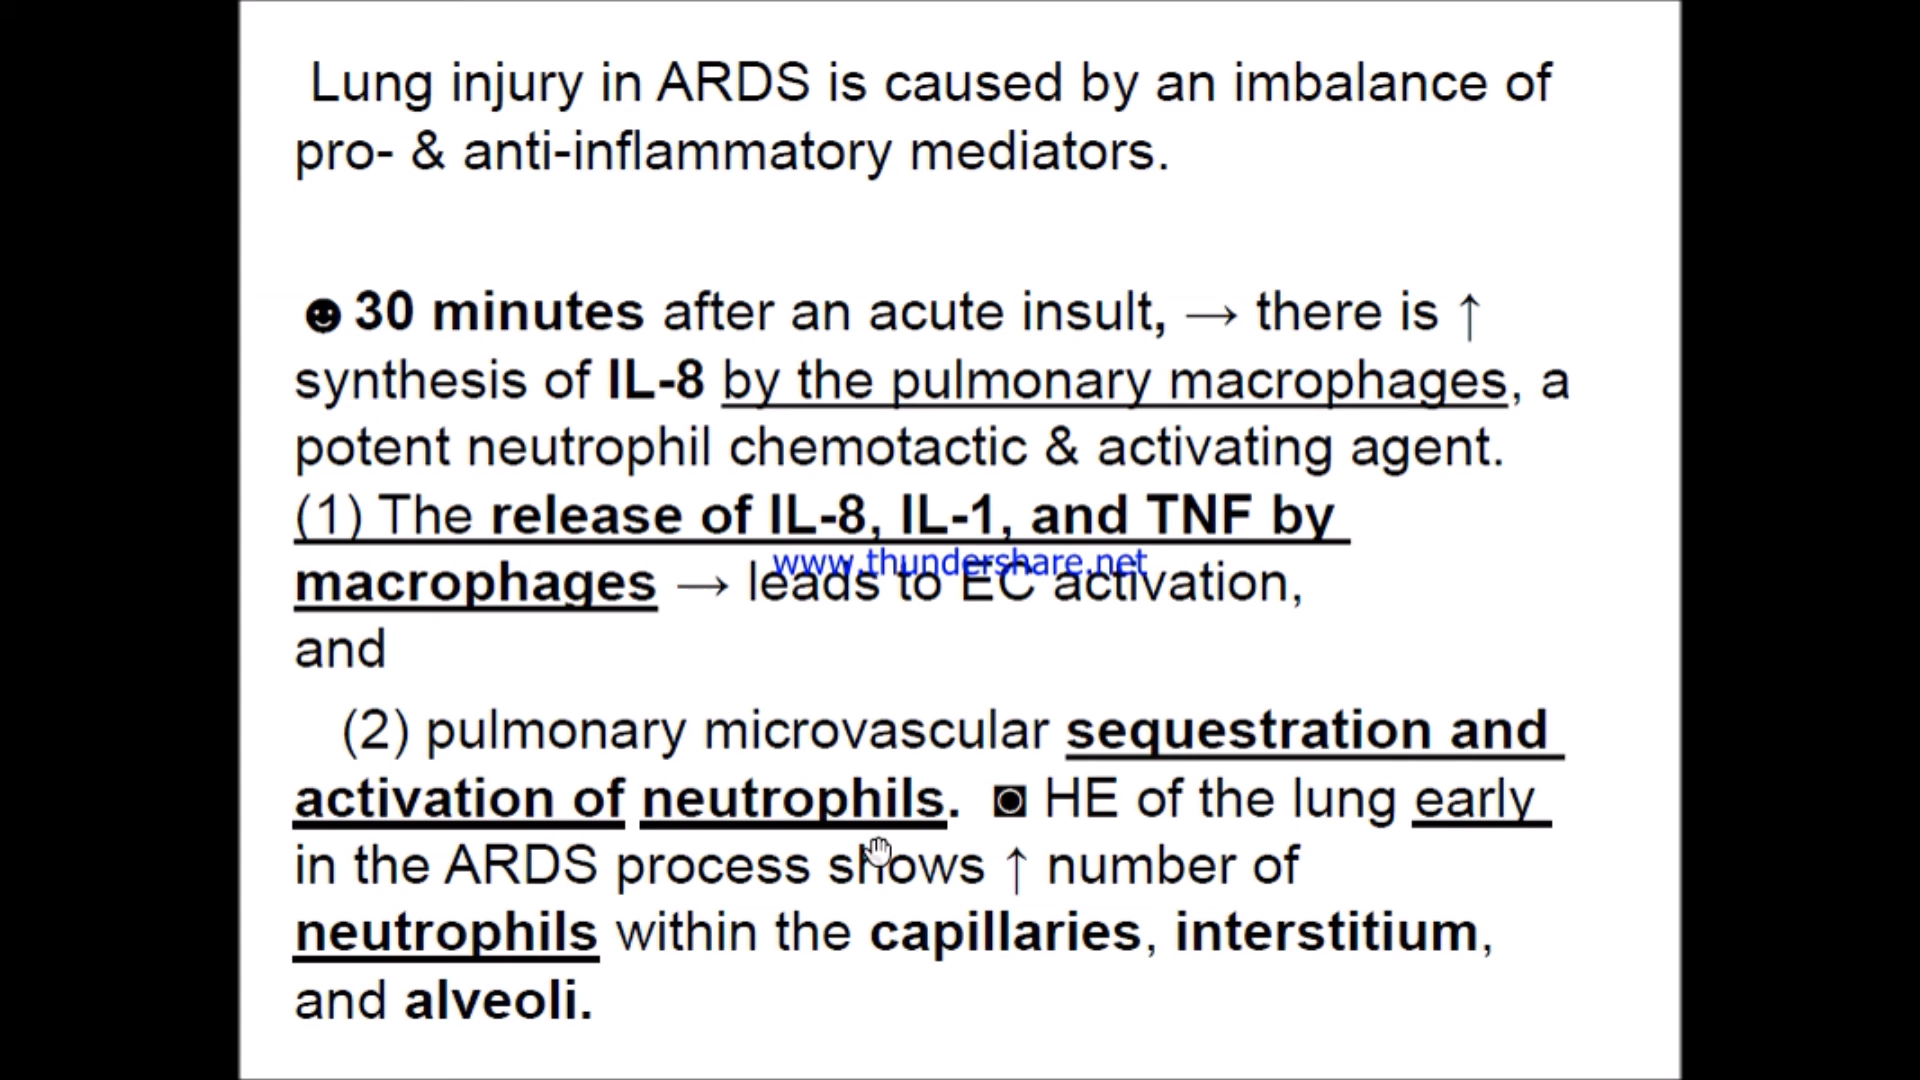 Lung injury in ARDS is caused by an imbalance of
pro- & anti-inflammatory mediators.
☻30 minutes after an acute insult, → there is ↑
synthesis of IL-8 by the pulmonary macrophages, a
potent neutrophil chemotactic & activating agent.
(1) The release of IL-8, IL-1, and TNF by
www.thundershare.net
macrophages → leads to EC activation,
and
(2) pulmonary microvascular sequestration and
activation of neutrophils. ◙ HE of the lung early
in the ARDS process shows ↑ number of
neutrophils within the capillaries, interstitium,
and alveoli.